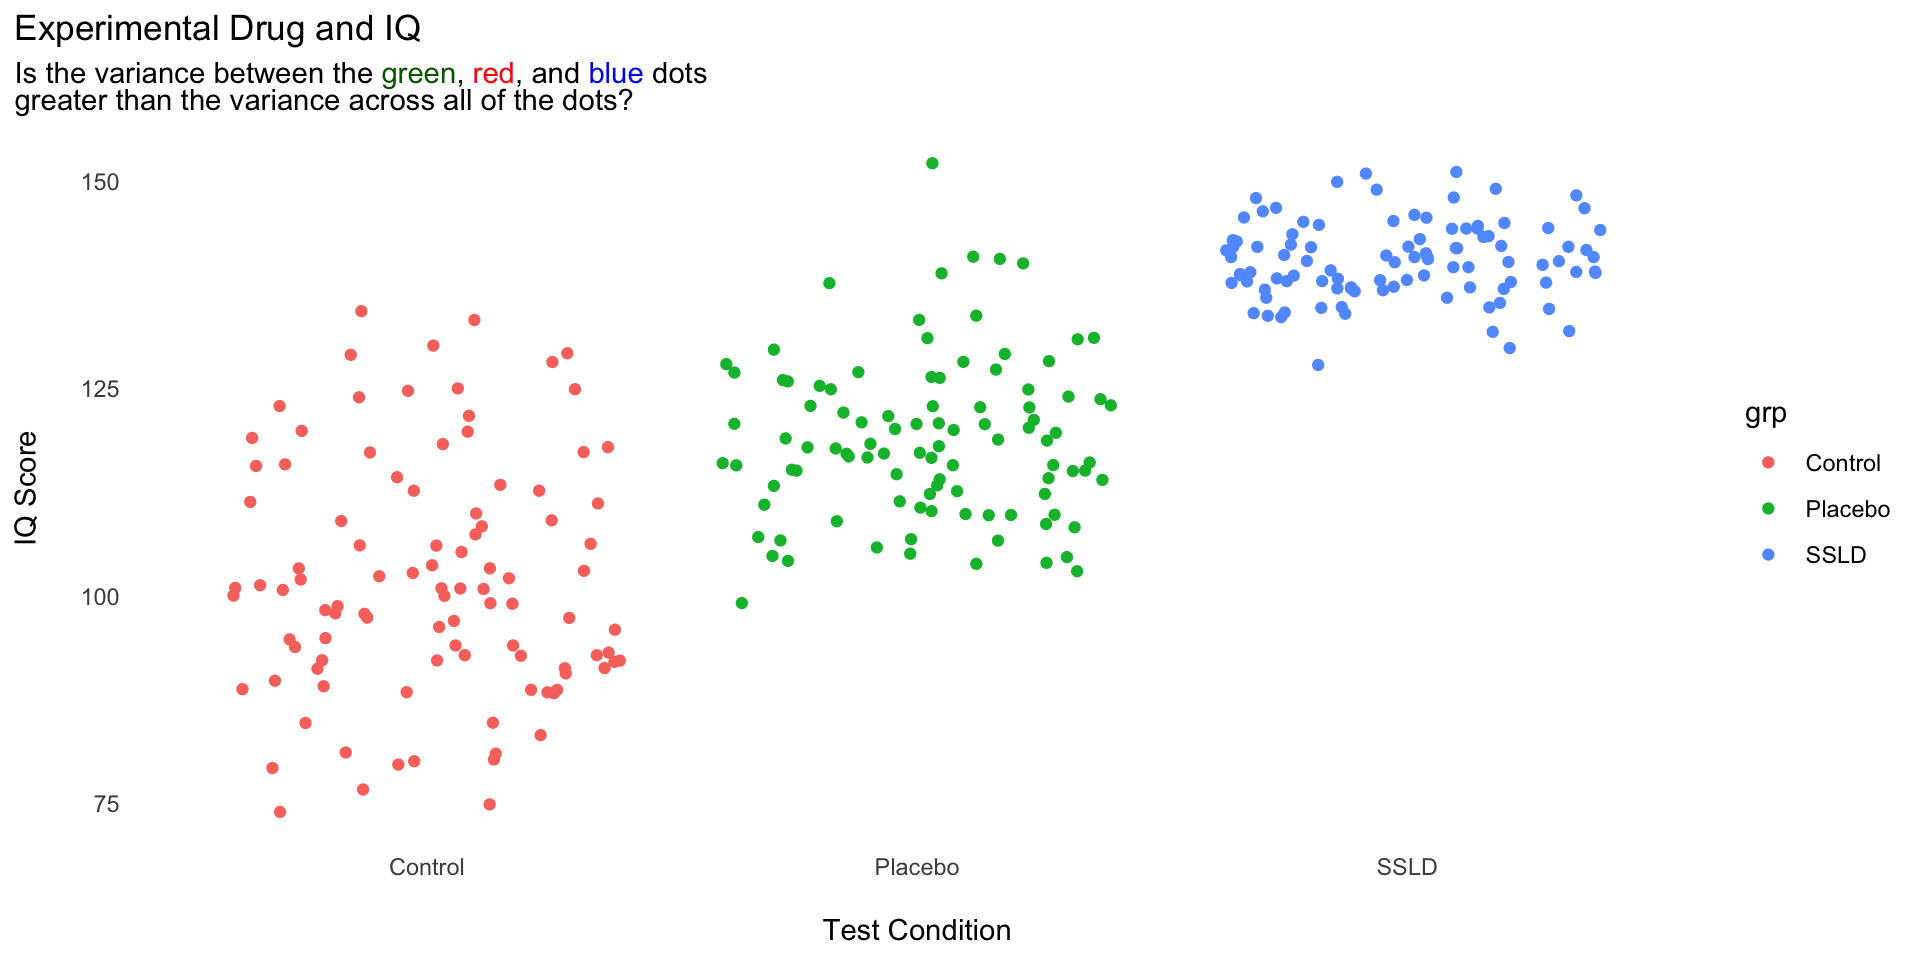 Experimental Drug and IQ
Is the variance between the green, red, and blue dots
greater than the variance across all of the dots?
150
125
100
75
IQ Score
Control
Placebo
SSLD
Test Condition
grp
Control
Placebo
SSLD